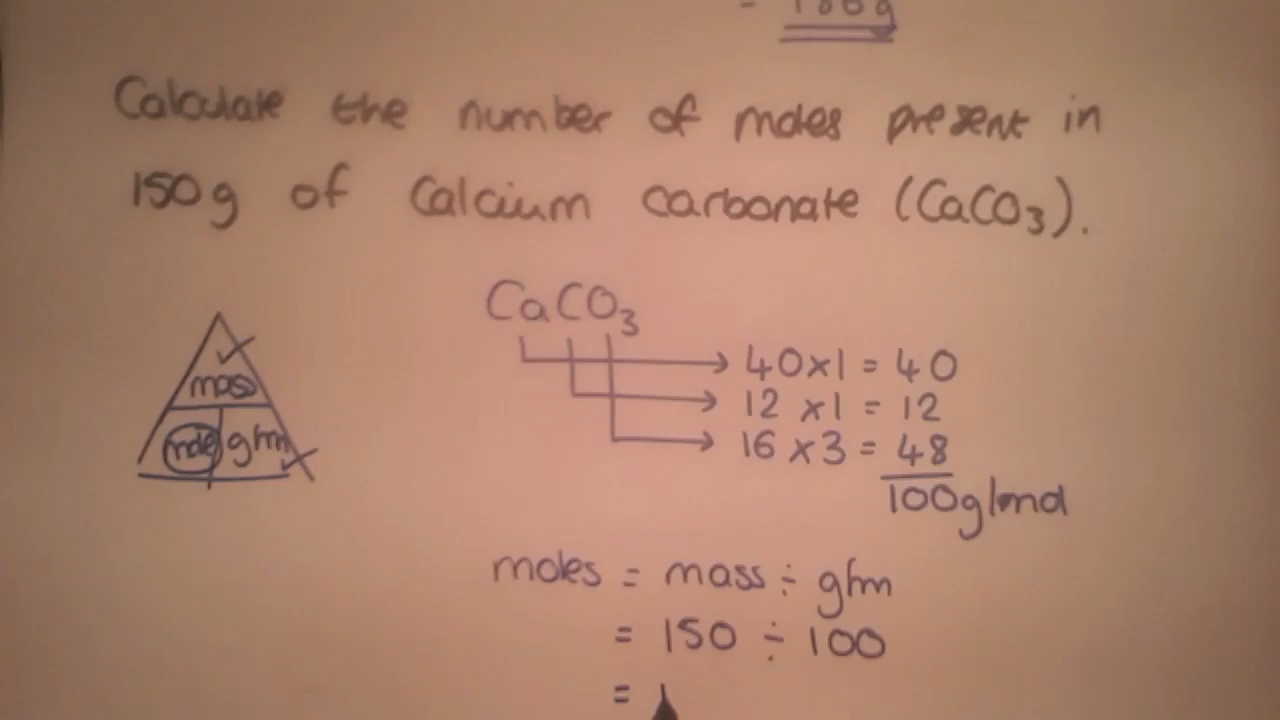 = 100g
Calculate the number of moles present in
150g of Calcium carbonate (CaCO₃).
CaCO₃
40x1 = 40
12 x1 = 12
16 x3 = 48
100g/mol
mass
mole gfm
moles = mass ÷ gfm
= 150 ÷ 100
=